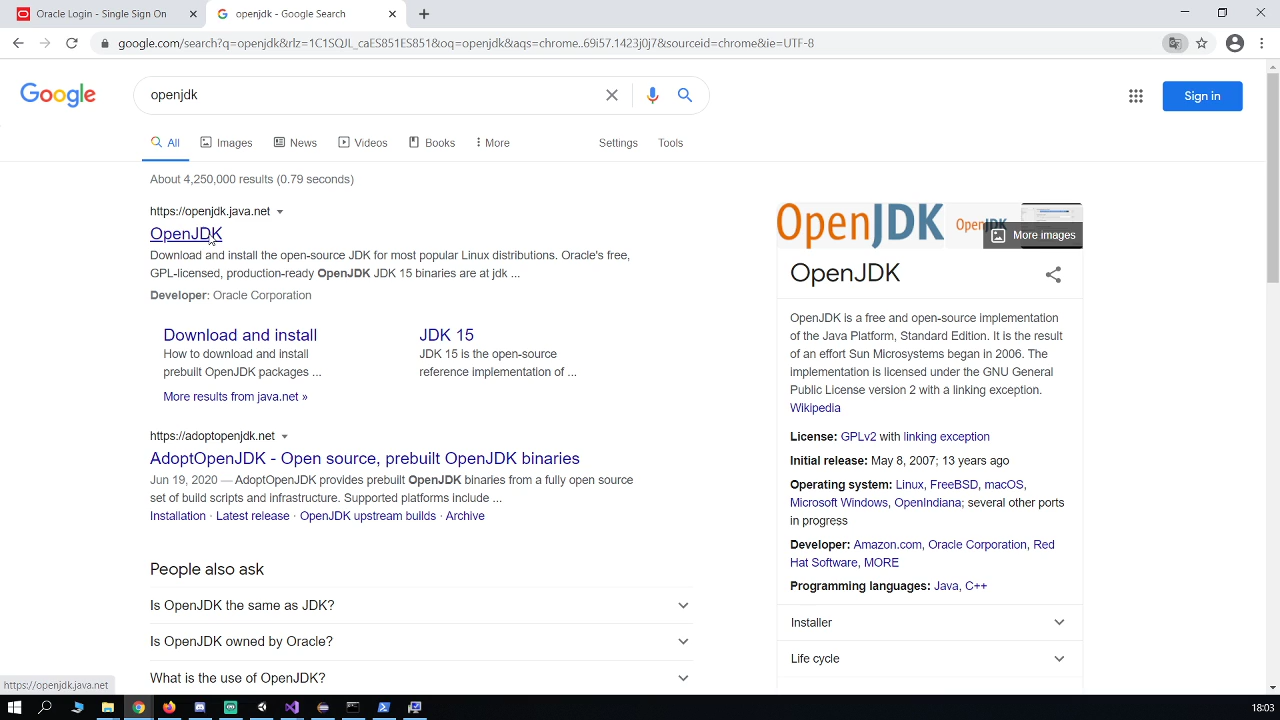 Oracle Login - Single Sign On
openjdk - Google Search
google.com/search?q=openjdk&rlz=1C1SQJL_caES851ES851&oq=openjdk&aqs=chrome..69i57.1423j0j7&sourceid=chrome&ie=UTF-8
Google
openjdk
Sign in
All
Images
News
Videos
Books
More
Settings
Tools
About 4,250,000 results (0.79 seconds)
https://openjdk.java.net
OpenJDK
Download and install the open-source JDK for most popular Linux distributions. Oracle's free,
GPL-licensed, production-ready OpenJDK JDK 15 binaries are at jdk ...
Developer: Oracle Corporation
Download and install
How to download and install
prebuilt OpenJDK packages ...
JDK 15
JDK 15 is the open-source
reference implementation of ...
More results from java.net »
https://adoptopenjdk.net
AdoptOpenJDK - Open source, prebuilt OpenJDK binaries
Jun 19, 2020 — AdoptOpenJDK provides prebuilt OpenJDK binaries from a fully open source
set of build scripts and infrastructure. Supported platforms include ...
Installation · Latest release · OpenJDK upstream builds · Archive
People also ask
Is OpenJDK the same as JDK?
Is OpenJDK owned by Oracle?
What is the use of OpenJDK?
OpenJDK
OpenJDK
More images
OpenJDK
OpenJDK is a free and open-source implementation
of the Java Platform, Standard Edition. It is the result
of an effort Sun Microsystems began in 2006. The
implementation is licensed under the GNU General
Public License version 2 with a linking exception.
Wikipedia
License: GPLv2 with linking exception
Initial release: May 8, 2007; 13 years ago
Operating system: Linux, FreeBSD, macOS,
Microsoft Windows, OpenIndiana; several other ports
in progress
Developer: Amazon.com, Oracle Corporation, Red
Hat Software, MORE
Programming languages: Java, C++
Installer
Life cycle
https://openjdk.java.net
18:03